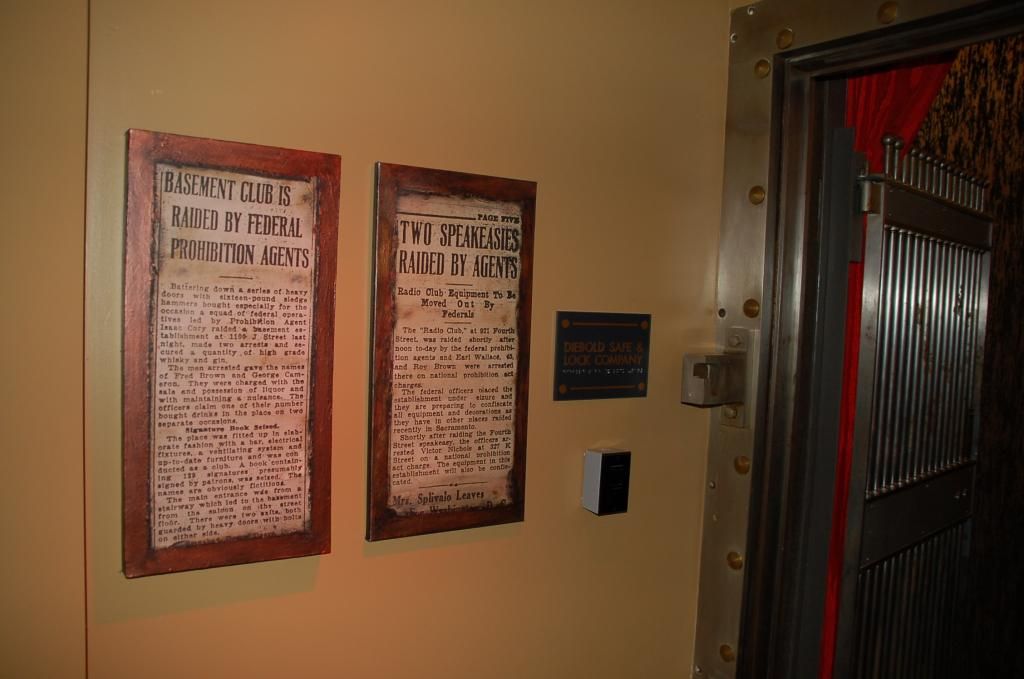 BASEMENT CLUB IS
RAIDED BY FEDERAL
PROHIBITION AGENTS
Battering down a series of heavy
doors with sixteen-pound sledge
hammers bought especially for the
occasion a squad of federal opera-
tives led by Prohibition Agent
Isaac Cory raided a basement es-
tablishment at 1199 J Street last
night, made two arrests and se-
cured a quantity of high grade
whisky and gin.
The men arrested gave the names
of Fred Brown and George Cam-
eron. They were charged with the
sale and possession of liquor and
with maintaining a nuisance. The
officers claim one of their number
bought drinks in the place on two
separate occasions.
Signature Book Seized.
The place was fitted up in elab-
orate fashion with a bar, electrical
fixtures, a ventilating system and
up-to-date furniture and was con
ducted as a club. A book contain-
ing 129 signatures presumably
signed by patrons, was seized. The
names are obviously fictitious.
The main entrance was from a
stairway which led to the basement
from the saloon on the street
floor. There were two exits, both
guarded by heavy doors with bolts
on either side.
PAGE FIVE
TWO SPEAKEASIES
RAIDED BY AGENTS
Radio Club Equipment To Be
Moved Out By
Federals
The "Radio Club," at 921 Fourth
Street, was raided shortly after
noon to-day by the federal prohibi-
tion agents and Earl Wallace, 45,
and Roy Brown were arrested
there on national prohibition act
charges.
The federal officers placed the
establishment under seizure and
they are preparing to confiscate
all equipment and decorations as
they have in other places raided
recently in Sacramento.
Shortly after raiding the Fourth
Street speakeasy, the officers ar-
rested Victor Nichols at 327 K
Street on a national prohibition
act charge. The equipment in this
establishment will also be confis-
cated.
Mrs. Splivalo Leaves
DIEBOLD SAFE &
LOCK COMPANY